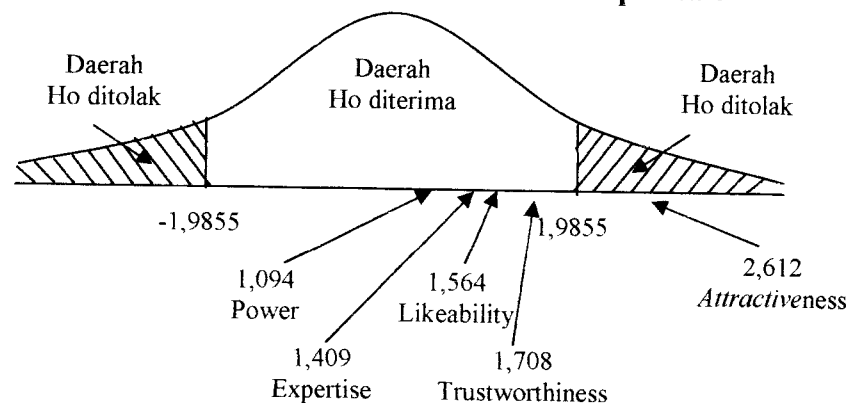 Daerah
Ho ditolak
Daerah
Ho diterima
Daerah
Ho ditolak
-1,9855
1,9855
1,094
Power
1,564
Likeability
2,612
Attractiveness
1,409
Expertise
1,708
Trustworthiness